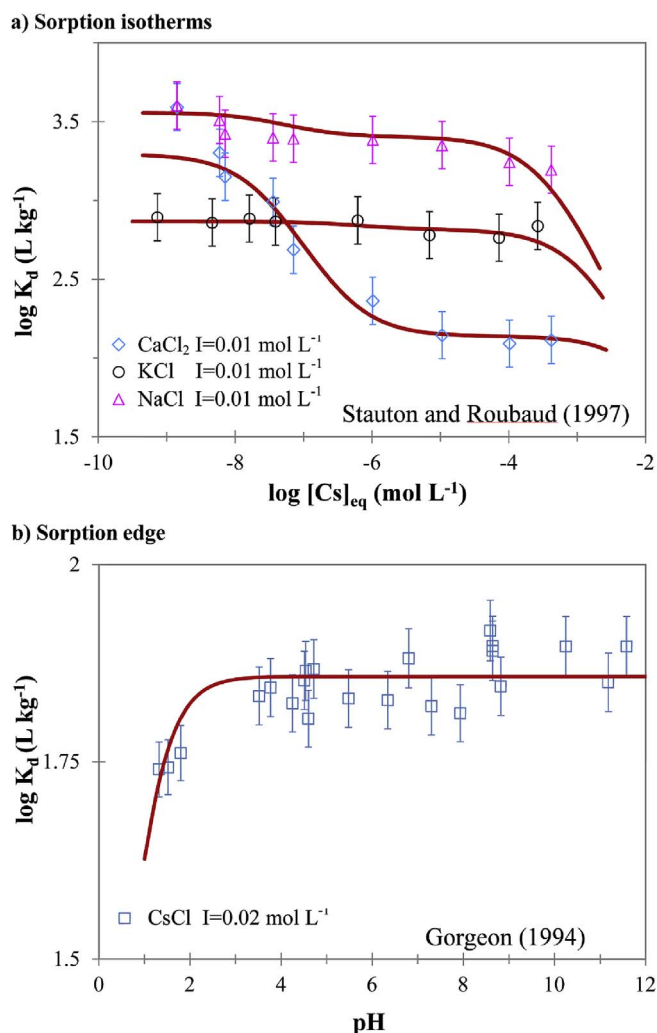 a) Sorption isotherms
3.5
2.5
1.5
log K_d (L kg⁻¹)
CaCl₂ I=0.01 mol L⁻¹
KCl I=0.01 mol L⁻¹
NaCl I=0.01 mol L⁻¹
Stauton and Roubaud (1997)
-10 -8 -6 -4 -2
log [Cs]eq (mol L⁻¹)
b) Sorption edge
2
1.75
1.5
log K_d (L kg⁻¹)
CsCl I=0.02 mol L⁻¹
Gorgeon (1994)
0 2 4 6 8 10 12
pH